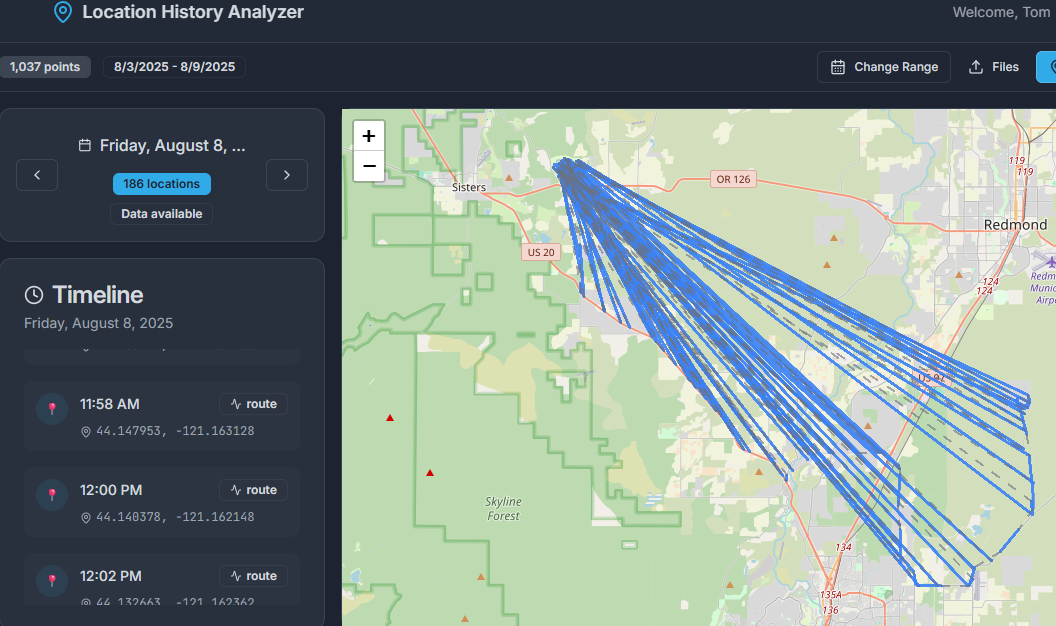 Location History Analyzer
Welcome, Tom
1,037 points
8/3/2025 - 8/9/2025
Change Range
Files
Friday, August 8, ...
186 locations
Data available
Timeline
Friday, August 8, 2025
11:58 AM
route
44.147953, -121.163128
12:00 PM
route
44.140378, -121.162148
12:02 PM
route
44.132663, -121.162362
+
−
Sisters
OR 126
119
119
Redmond
US 20
124
124
Redm
Munic
Airpo
US 97
Skyline
Forest
134
135A
136